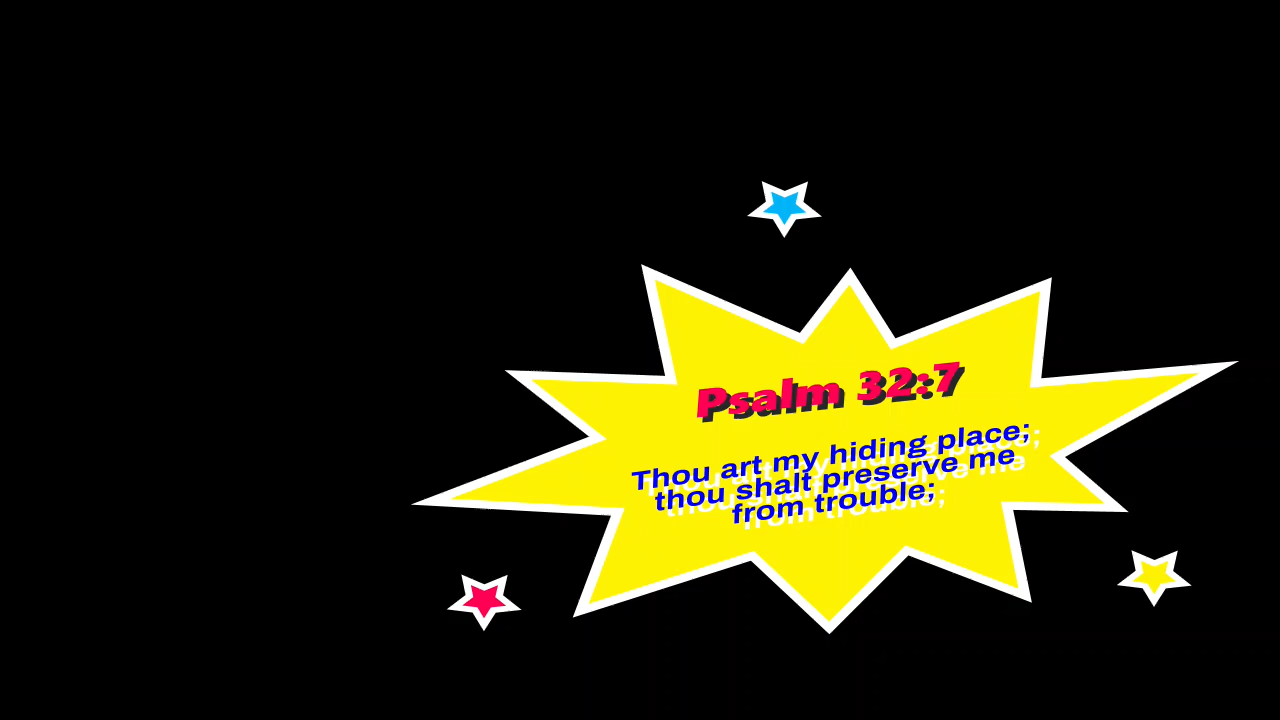 Psalm 32:7
Thou art my hiding place;
thou shalt preserve me
from trouble;